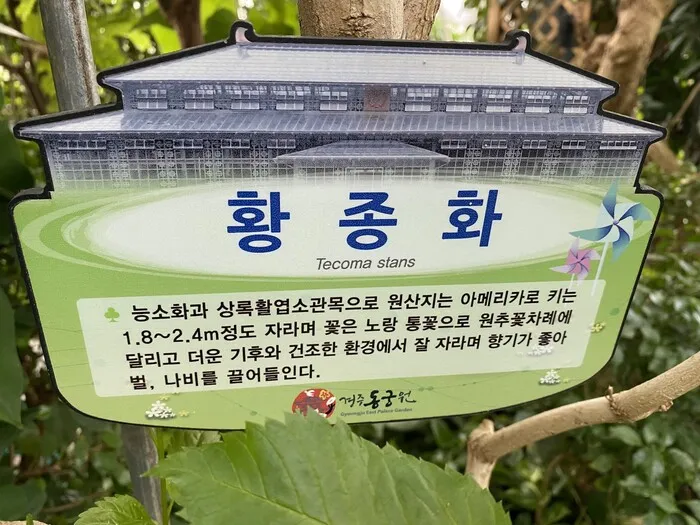 황종화
Tecoma stans
능소화과 상록활엽소관목으로 원산지는 아메리카로 키는
1.8~2.4m정도 자라며 꽃은 노랑 통꽃으로 원추꽃차례에
달리고 더운 기후와 건조한 환경에서 잘 자라며 향기가 좋아
벌, 나비를 끌어들인다.
경주동궁원
Gyeongju East Palace Garden